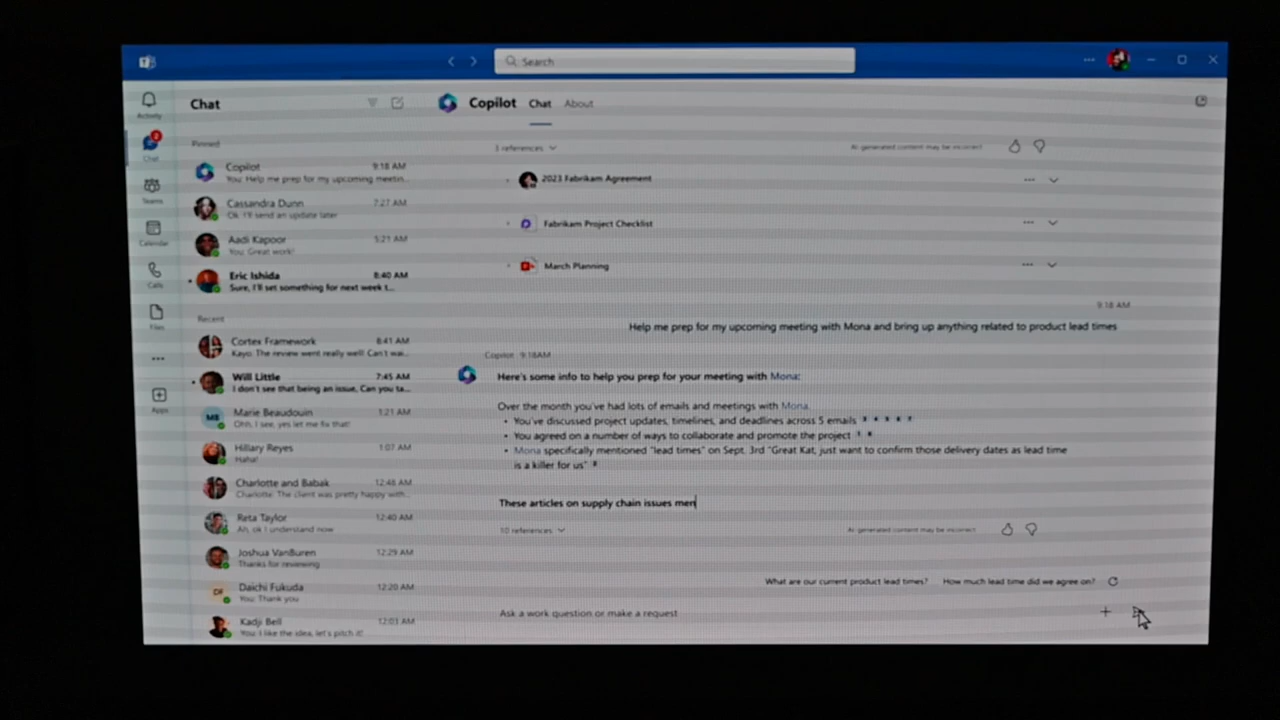 Search
Activity
Chat
Teams
Calendar
Calls
Files
Apps
Chat
Pinned
Copilot 9:18 AM
You: Help me prep for my upcoming meetin...
Cassandra Dunn 7:27 AM
Ok. I'll send an update later
Aadi Kapoor 1:21 AM
You: Great work!
Eric Ishida 8:40 AM
Sure, I'll set something for next week t...
Recent
Cortex Framework 8:41 AM
Kayo: The review went really well! Can't wai...
Will Little 7:45 AM
I don't see that being an issue, Can you ta...
MB Marie Beaudouin 1:21 AM
Ohh, I see, yes let me fix that!
Hillary Reyes 1:07 AM
Haha!
Charlotte and Babak 12:48 AM
Charlotte: The client was pretty happy with...
Reta Taylor 12:40 AM
Ah, ok I understand now
Joshua VanBuren 12:29 AM
Thanks for reviewing
DF Daichi Fukuda 12:20 AM
You: Thank you
Kadji Bell 12:03 AM
You: I like the idea, let's pitch it!
Copilot Chat About
3 references AI generated content may be incorrect
2023 Fabrikam Agreement
Fabrikam Project Checklist
March Planning
9:18 AM
Help me prep for my upcoming meeting with Mona and bring up anything related to product lead times
Copilot 9:18AM
Here's some info to help you prep for your meeting with Mona:
Over the month you've had lots of emails and meetings with Mona.
• You've discussed project updates, timelines, and deadlines across 5 emails
• You agreed on a number of ways to collaborate and promote the project
• Mona specifically mentioned "lead times" on Sept. 3rd "Great Kat, just want to confirm those delivery dates as lead time
is a killer for us"
These articles on supply chain issues men
10 references AI generated content may be incorrect
What are our current product lead times? How much lead time did we agree on?
Ask a work question or make a request